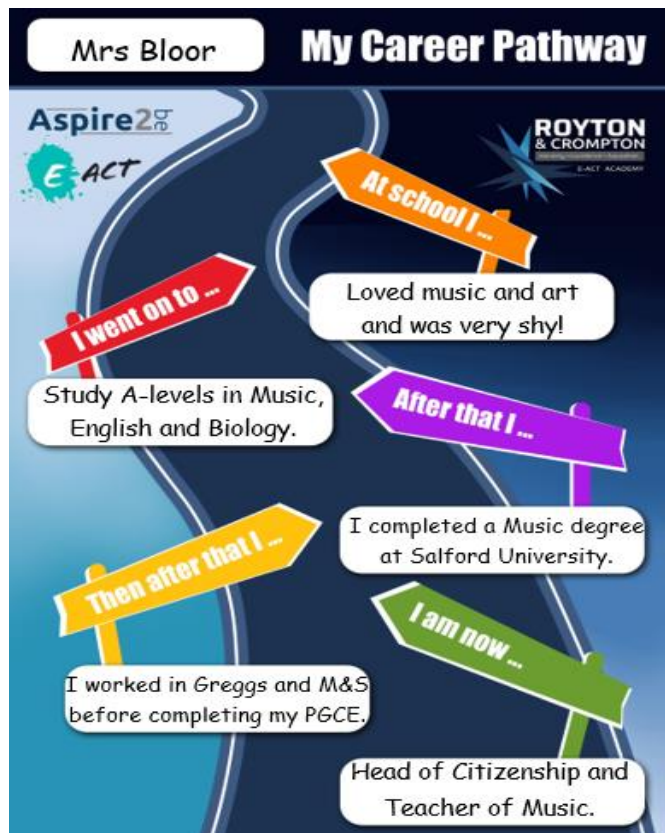 Mrs Bloor
My Career Pathway
Aspire2be
E-ACT
ROYTON
& CROMPTON
E-ACT ACADEMY
At school I ...
Loved music and art
and was very shy!
I went on to ...
Study A-levels in Music,
English and Biology.
After that I ...
I completed a Music degree
at Salford University.
Then after that I ...
I worked in Greggs and M&S
before completing my PGCE.
I am now ...
Head of Citizenship and
Teacher of Music.